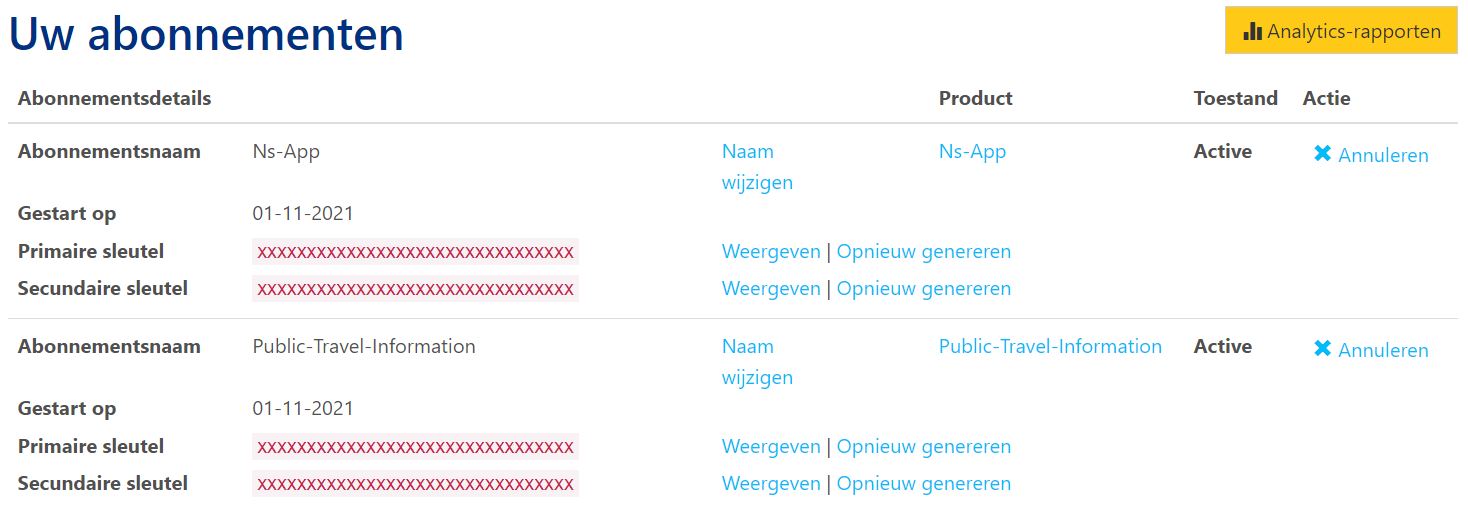 Uw abonnementen
Analytics-rapporten
Abonnementsdetails Product Toestand Actie
Abonnementsnaam Ns-App Naam wijzigen Ns-App Active Annuleren
Gestart op 01-11-2021
Primaire sleutel xxxxxxxxxxxxxxxxxxxxxxxxxxxxxxxx Weergeven | Opnieuw genereren
Secundaire sleutel xxxxxxxxxxxxxxxxxxxxxxxxxxxxxxxx Weergeven | Opnieuw genereren
Abonnementsnaam Public-Travel-Information Naam wijzigen Public-Travel-Information Active Annuleren
Gestart op 01-11-2021
Primaire sleutel xxxxxxxxxxxxxxxxxxxxxxxxxxxxxxxx Weergeven | Opnieuw genereren
Secundaire sleutel xxxxxxxxxxxxxxxxxxxxxxxxxxxxxxxx Weergeven | Opnieuw genereren